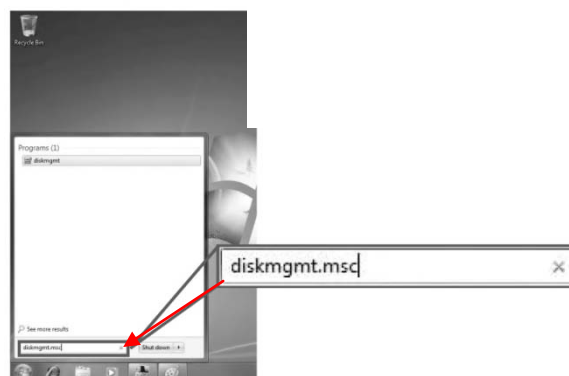 Recycle Bin
Programs (1)
diskmgmt
diskmgmt.msc
See more results
diskmgmt.msc
Shut down